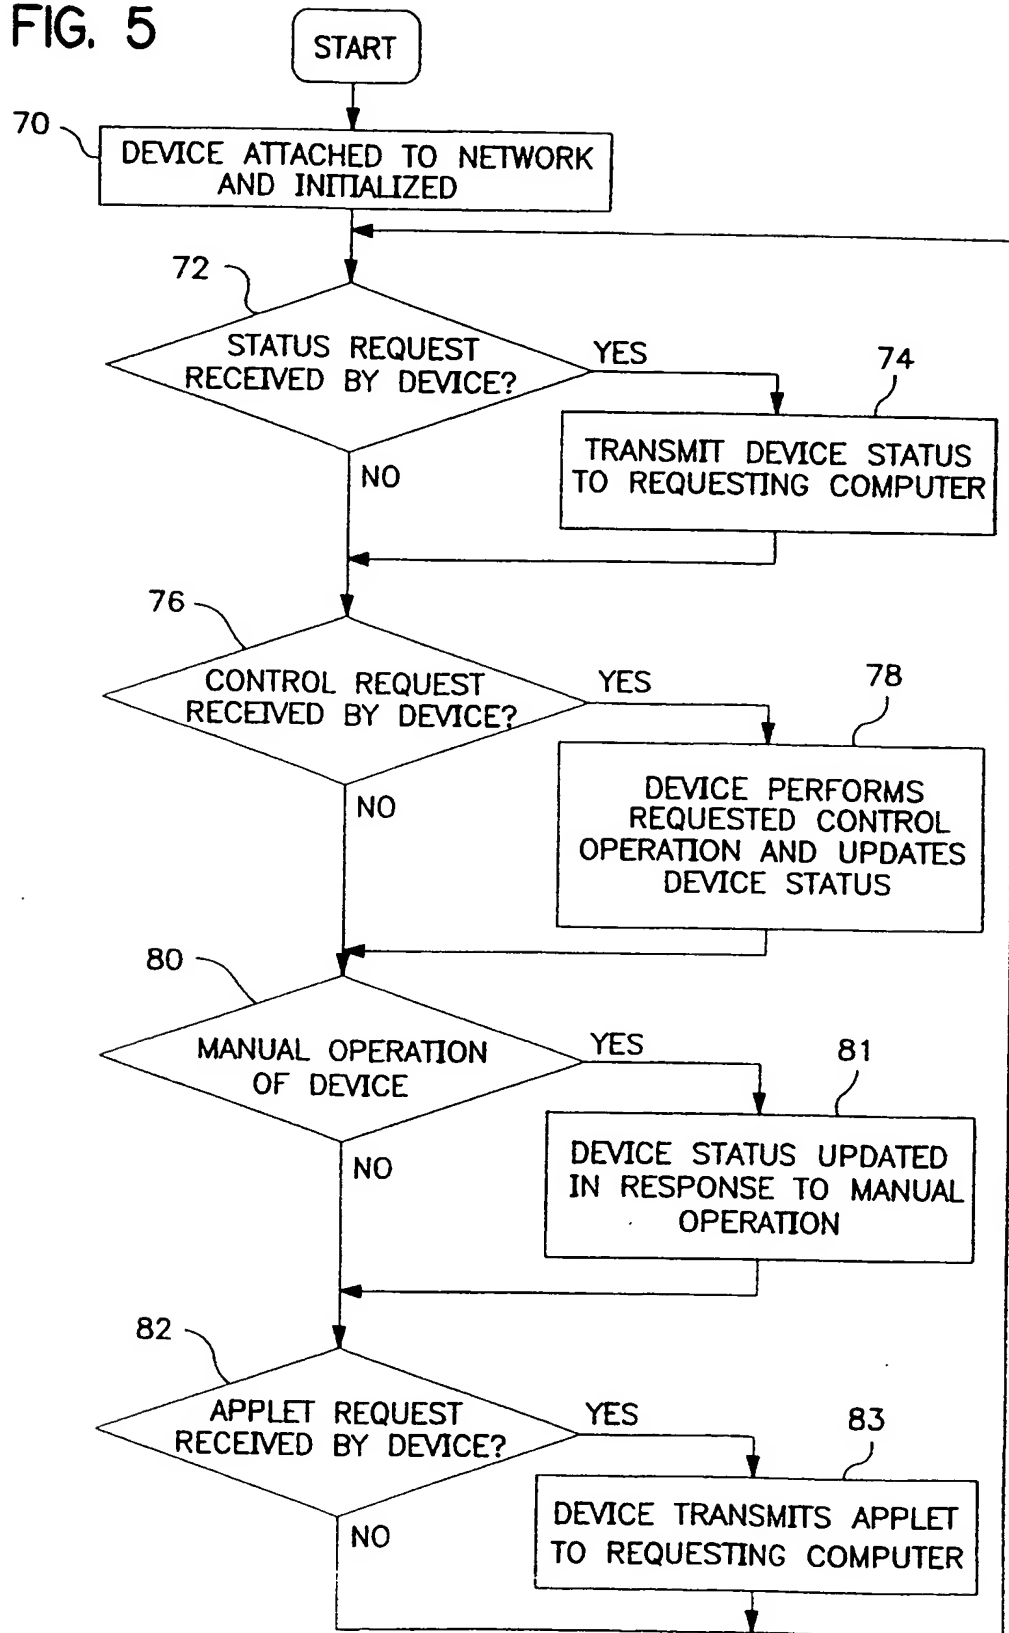 FIG. 5
START
70
DEVICE ATTACHED TO NETWORK
AND INITIALIZED
72
STATUS REQUEST
RECEIVED BY DEVICE?
YES
NO
74
TRANSMIT DEVICE STATUS
TO REQUESTING COMPUTER
76
CONTROL REQUEST
RECEIVED BY DEVICE?
YES
NO
78
DEVICE PERFORMS
REQUESTED CONTROL
OPERATION AND UPDATES
DEVICE STATUS
80
MANUAL OPERATION
OF DEVICE
YES
NO
81
DEVICE STATUS UPDATED
IN RESPONSE TO MANUAL
OPERATION
82
APPLET REQUEST
RECEIVED BY DEVICE?
YES
NO
83
DEVICE TRANSMITS APPLET
TO REQUESTING COMPUTER